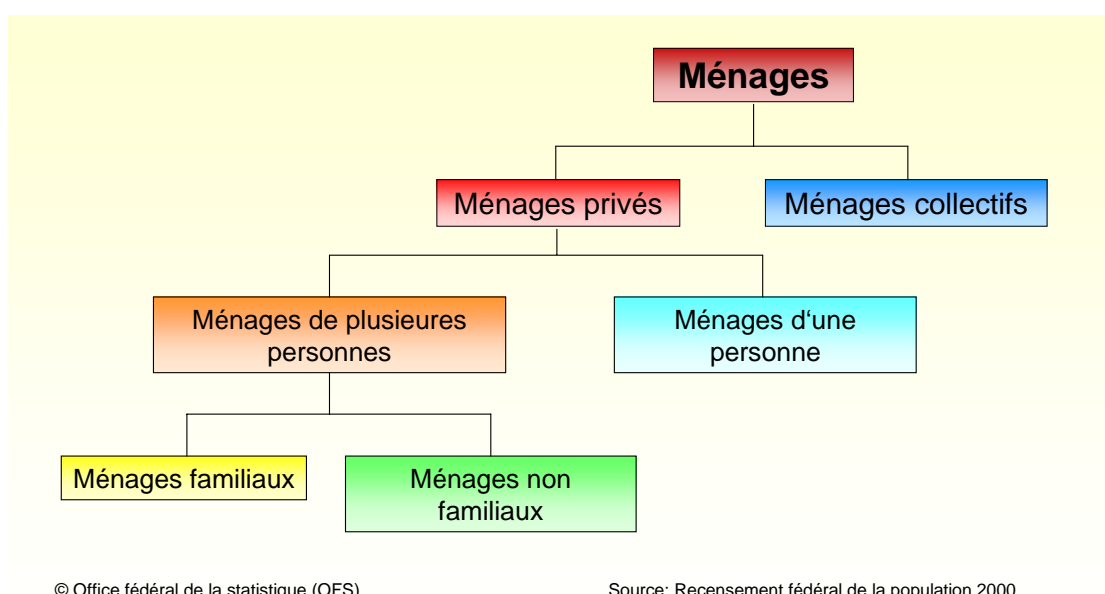 Ménages
Ménages privés
Ménages collectifs
Ménages de plusieures
personnes
Ménages d‘une
personne
Ménages familiaux
Ménages non
familiaux
© Office fédéral de la statistique (OFS)
Source: Recensement fédéral de la population 2000